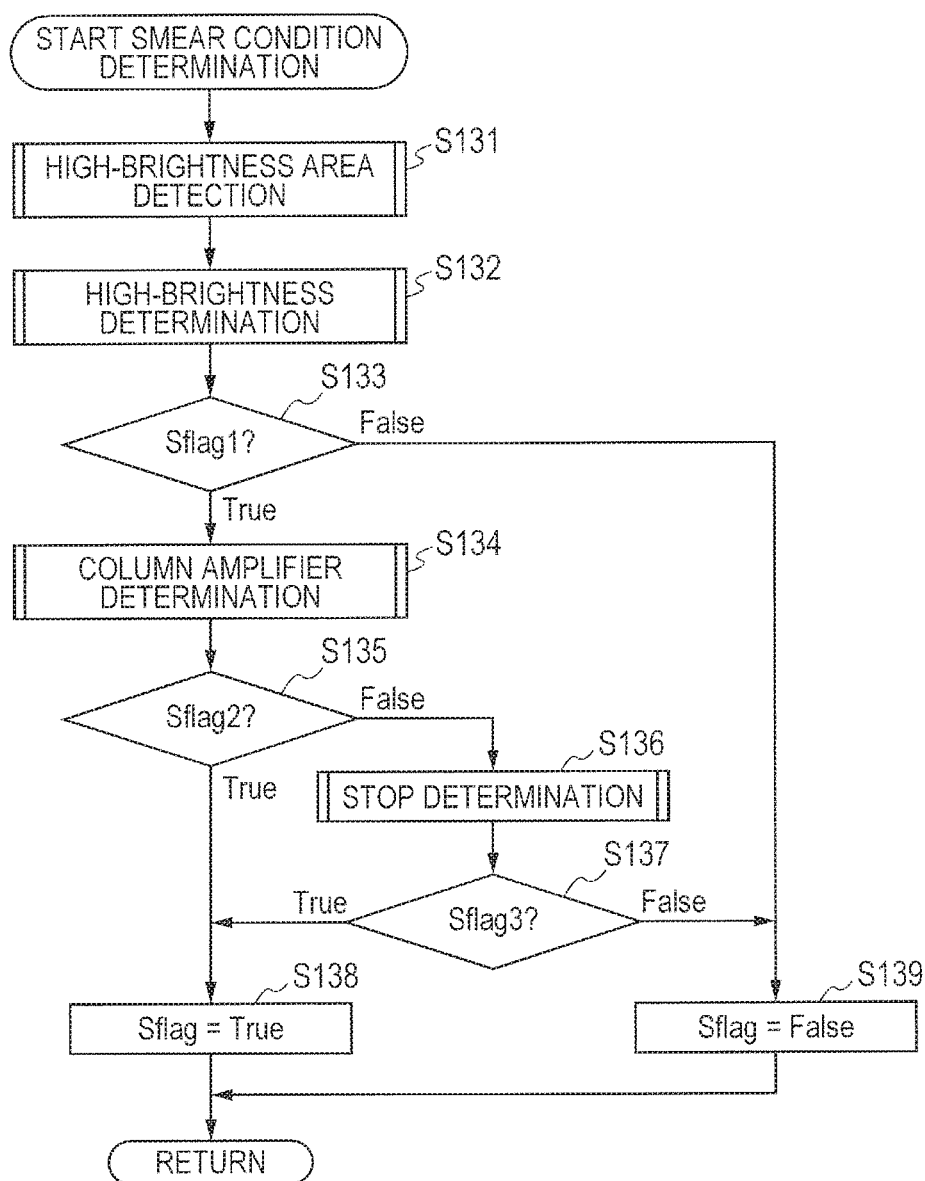 START SMEAR CONDITION
DETERMINATION
S131
HIGH-BRIGHTNESS AREA
DETECTION
S132
HIGH-BRIGHTNESS
DETERMINATION
S133
Sflag1?
False
True
S134
COLUMN AMPLIFIER
DETERMINATION
S135
Sflag2?
False
True
S136
STOP DETERMINATION
S137
Sflag3?
True
False
S138
Sflag = True
S139
Sflag = False
RETURN